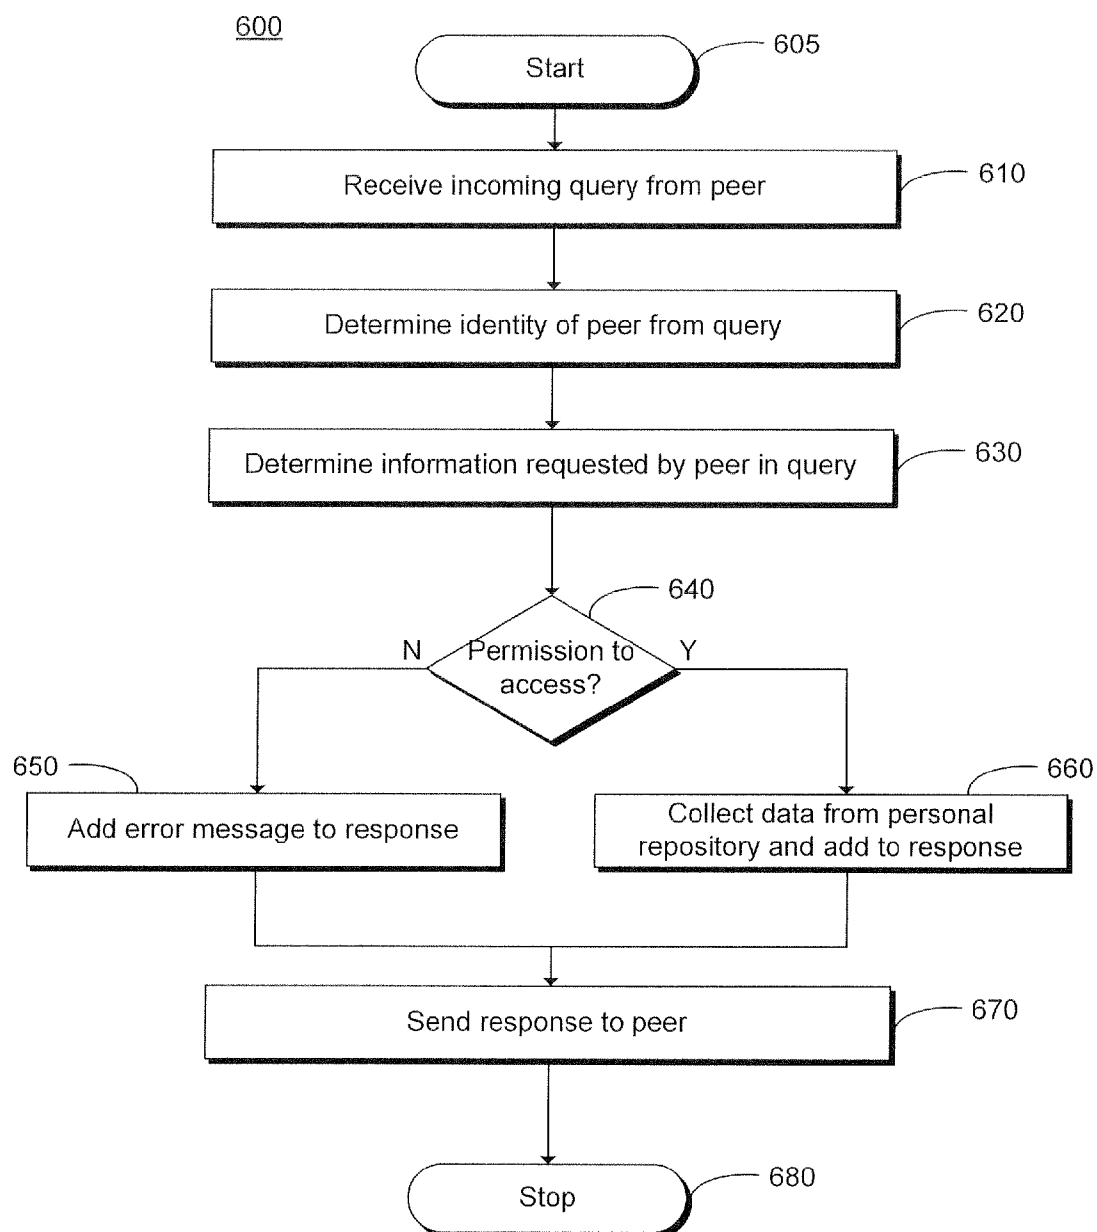 600
Start
605
Receive incoming query from peer
610
Determine identity of peer from query
620
Determine information requested by peer in query
630
640
N
Permission to
access?
Y
650
Add error message to response
660
Collect data from personal
repository and add to response
Send response to peer
670
Stop
680